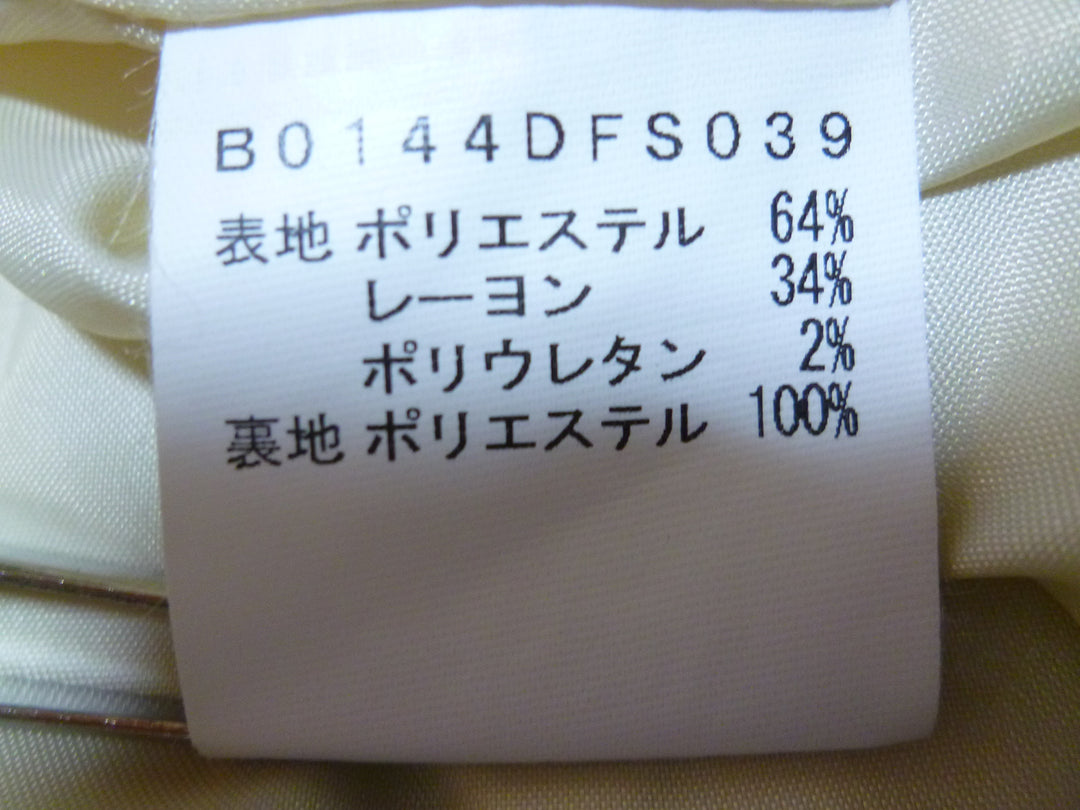 B0144DFS039
表地 ポリエステル 64%
レーヨン 34%
ポリウレタン 2%
裏地 ポリエステル 100%